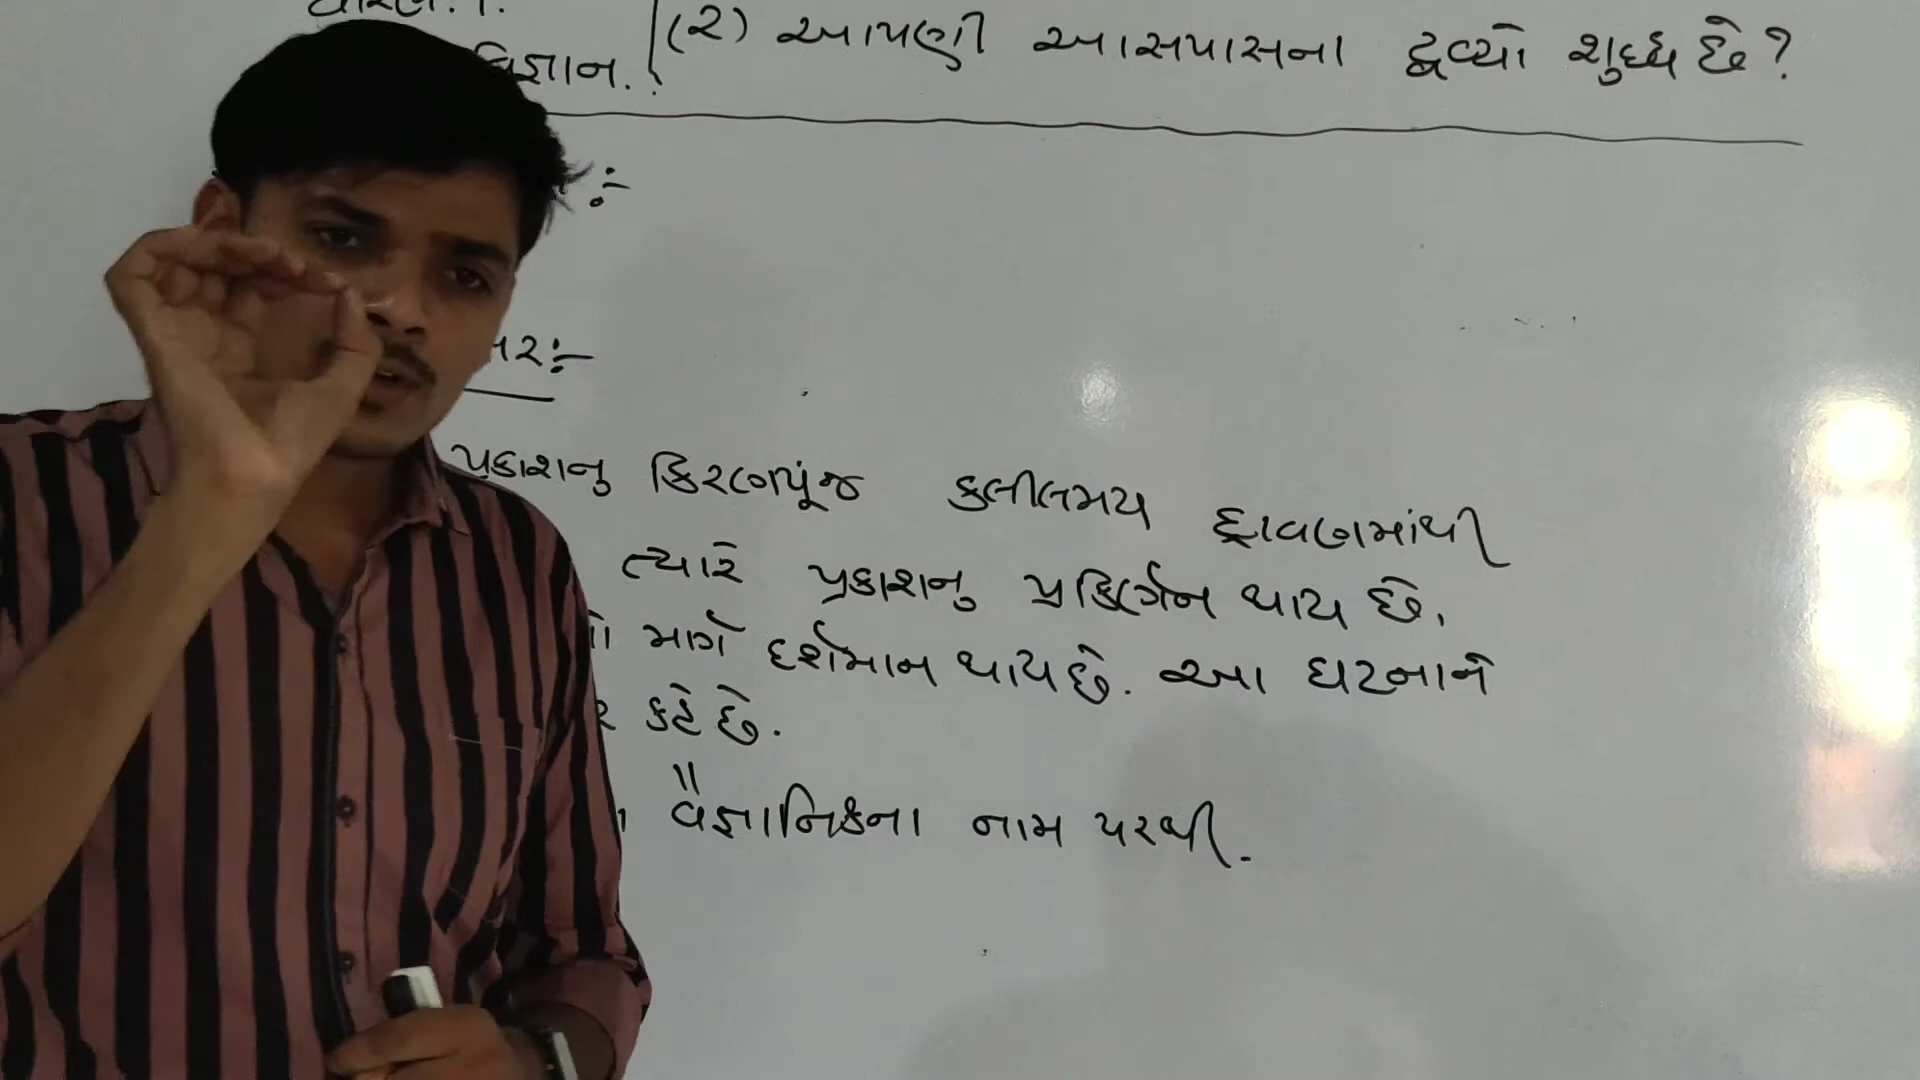 વિજ્ઞાન. (૨) આપણી આસપાસના દ્રવ્યો શુદ્ધ છે?
:-
૨:-
પ્રકાશનુ કિરણપૂંજ કલીલમય દ્રાવણમાંથી
ત્યારે પ્રકાશનુ પ્રકિર્ણન થાય છે,
માર્ગ દર્શમાન થાય છે. આ ઘટનાને
ર કહે છે.
વૈજ્ઞાનિકના નામ પરથી.